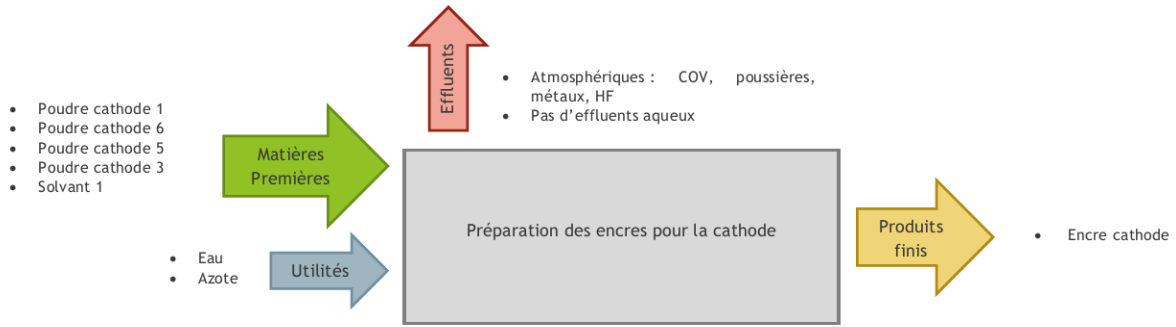 Effluents
• Atmosphériques : COV, poussières,
métaux, HF
• Pas d’effluents aqueux
• Poudre cathode 1
• Poudre cathode 6
• Poudre cathode 5
• Poudre cathode 3
• Solvant 1
Matières
Premières
Préparation des encres pour la cathode
Produits
finis
• Encre cathode
• Eau
• Azote
Utilités